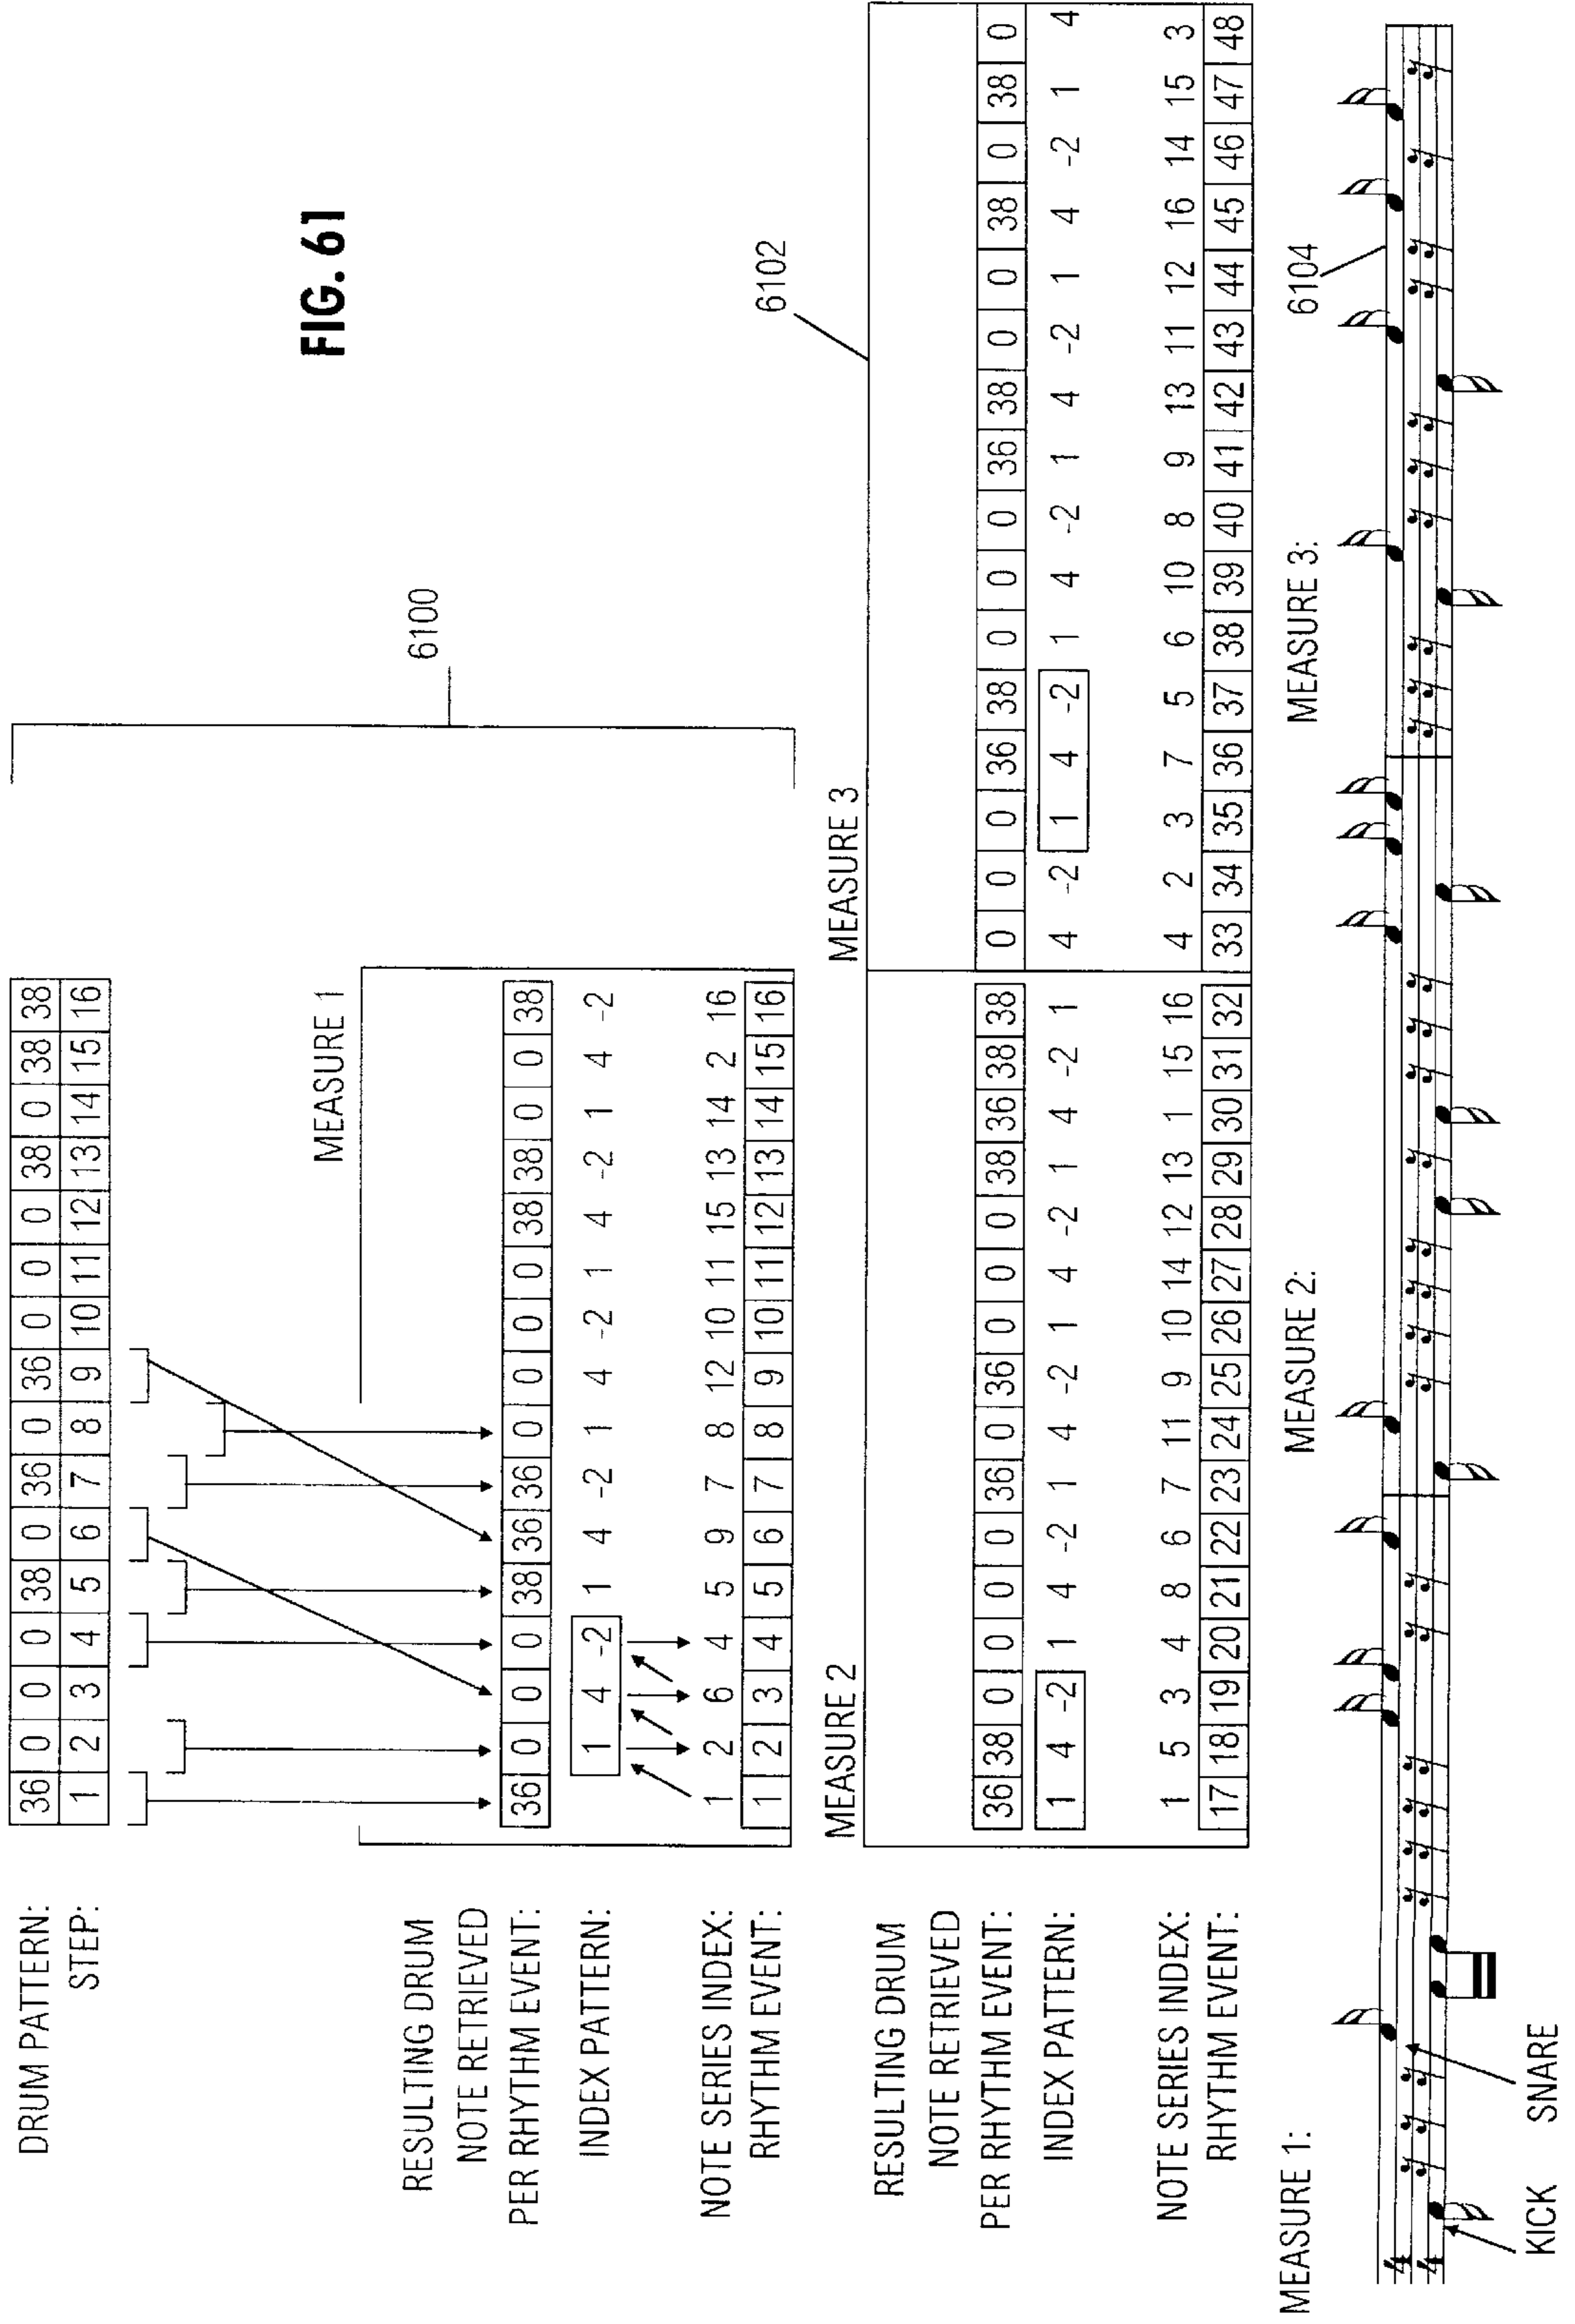 FIG. 61
DRUM PATTERN: 36 0 0 0 38 0 36 0 36 0 0 0 38 0 38 38
STEP: 1 2 3 4 5 6 7 8 9 10 11 12 13 14 15 16
6100
MEASURE 1
RESULTING DRUM
NOTE RETRIEVED
PER RHYTHM EVENT: 36 0 0 0 38 36 36 0 0 0 0 38 38 0 0 38
INDEX PATTERN: 1 4 -2 1 4 -2 1 4 -2 1 4 -2 1 4 -2
NOTE SERIES INDEX: 1 2 6 4 5 9 7 8 12 10 11 15 13 14 2 16
RHYTHM EVENT: 1 2 3 4 5 6 7 8 9 10 11 12 13 14 15 16
MEASURE 2
MEASURE 3
6102
RESULTING DRUM
NOTE RETRIEVED
PER RHYTHM EVENT: 36 38 0 0 0 0 36 0 36 0 0 0 38 36 38 38 0 0 0 36 38 0 0 0 36 38 0 0 38 0 38 0
INDEX PATTERN: 1 4 -2 1 4 -2 1 4 -2 1 4 -2 1 4 -2 1 4 -2 1 4 -2 1 4 -2 1 4 -2 1 4 -2 1 4
NOTE SERIES INDEX: 1 5 3 4 8 6 7 11 9 10 14 12 13 1 15 16 4 2 3 7 5 6 10 8 9 13 11 12 16 14 15 3
RHYTHM EVENT: 17 18 19 20 21 22 23 24 25 26 27 28 29 30 31 32 33 34 35 36 37 38 39 40 41 42 43 44 45 46 47 48
MEASURE 1:
MEASURE 2:
MEASURE 3:
6104
4
4
KICK
SNARE